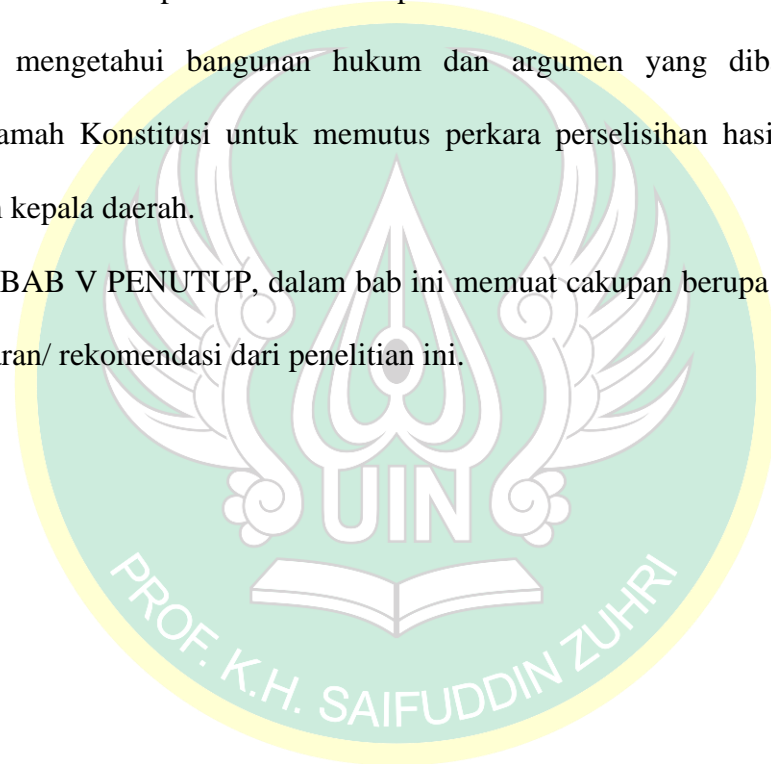 mengetahui bangunan hukum dan argumen yang dib
amah Konstitusi untuk memutus perkara perselisihan hasi
kepala daerah.
BAB V PENUTUP, dalam bab ini memuat cakupan berupa
aran/ rekomendasi dari penelitian ini.
UIN
PROF. K.H. SAIFUDDIN ZUHRI